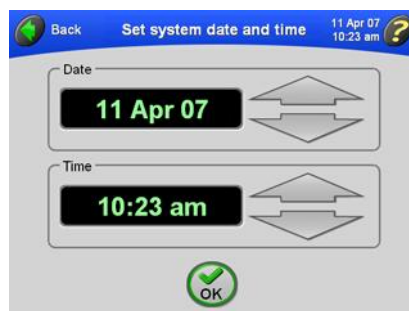 Back
Set system date and time
11 Apr 07
10:23 am
?
Date
11 Apr 07
Time
10:23 am
OK